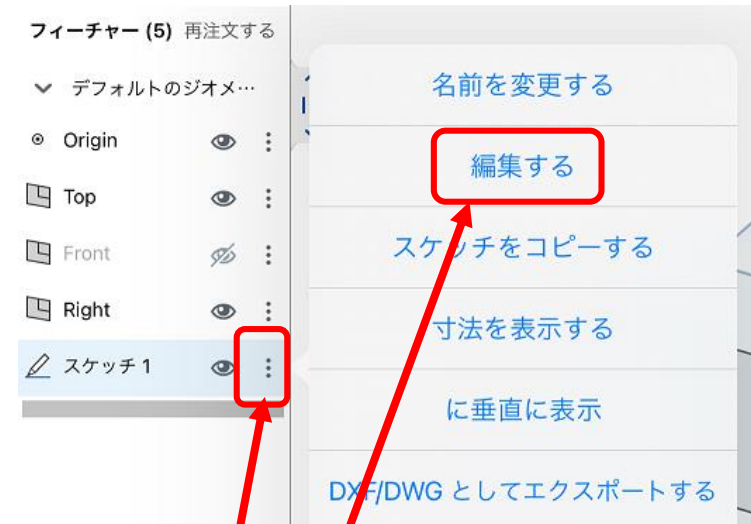 フィーチャー (5) 再注文する
デフォルトのジオメ…
Origin
Top
Front
Right
スケッチ 1
名前を変更する
編集する
スケッチをコピーする
寸法を表示する
に垂直に表示
DXF/DWG としてエクスポートする